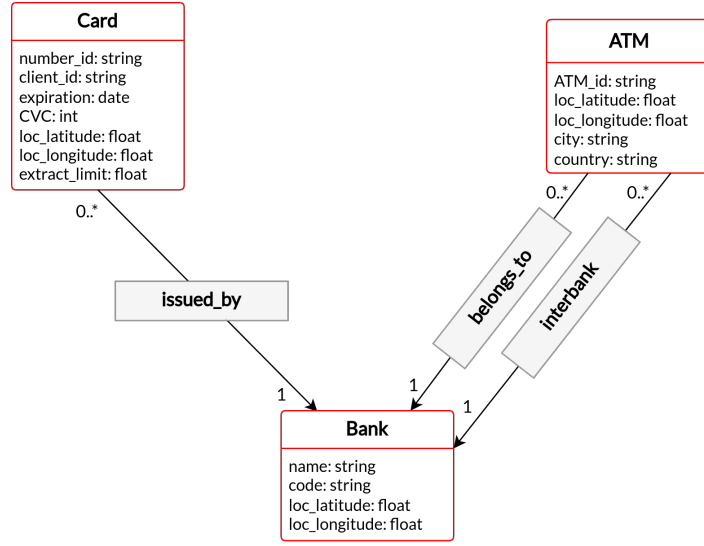 Card
number_id: string
client_id: string
expiration: date
CVC: int
loc_latitude: float
loc_longitude: float
extract_limit: float
ATM
ATM_id: string
loc_latitude: float
loc_longitude: float
city: string
country: string
0..*
0..*
0..*
belongs_to
interbank
issued_by
1
1
1
Bank
name: string
code: string
loc_latitude: float
loc_longitude: float